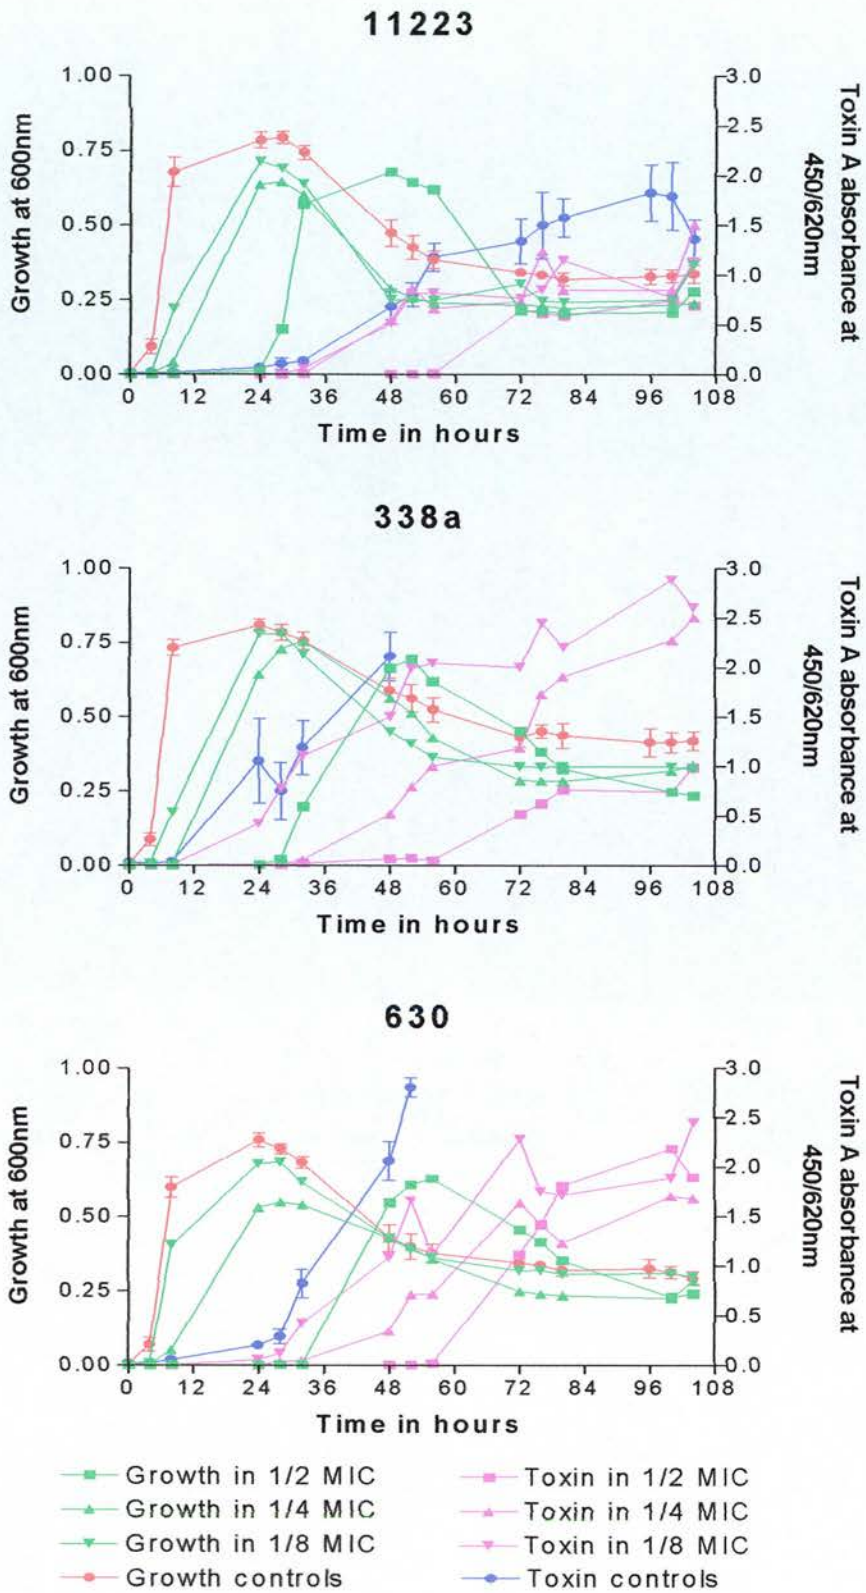 11223
1.00
0.75
0.50
0.25
0.00
Growth at 600nm
3.0
2.5
2.0
1.5
1.0
0.5
0.0
Toxin A absorbance at
450/620nm
0 12 24 36 48 60 72 84 96 108
Time in hours
338a
1.00
0.75
0.50
0.25
0.00
Growth at 600nm
3.0
2.5
2.0
1.5
1.0
0.5
0.0
Toxin A absorbance at
450/620nm
0 12 24 36 48 60 72 84 96 108
Time in hours
630
1.00
0.75
0.50
0.25
0.00
Growth at 600nm
3.0
2.5
2.0
1.5
1.0
0.5
0.0
Toxin A absorbance at
450/620nm
0 12 24 36 48 60 72 84 96 108
Time in hours
Growth in 1/2 MIC
Growth in 1/4 MIC
Growth in 1/8 MIC
Growth controls
Toxin in 1/2 MIC
Toxin in 1/4 MIC
Toxin in 1/8 MIC
Toxin controls